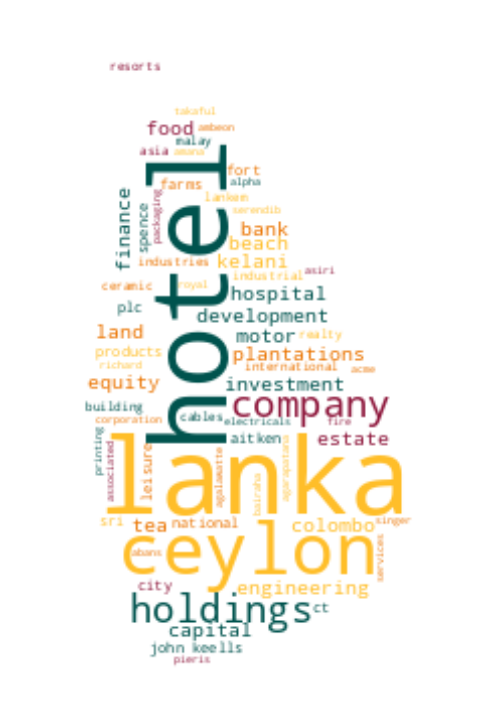 resorts
takaful
food
ambeon
malay
asia
amana
hotel
fort
farms
alpha
finance
spence
packaging
lankem
serendib
bank
beach
industries
kelani
asiri
industrial
ceramic
royal
hospital
plc
development
land
motor
realty
products
plantations
richard
international
acme
equity
investment
building
company
corporation
cables
electricals
fire
printing
associated
leisure
aitken
estate
lanka
agalawatte
bairaha
agarapatana
sri
tea
national
colombo
singer
ceylon
abans
services
city
engineering
holdings
ct
capital
john keells
pieris